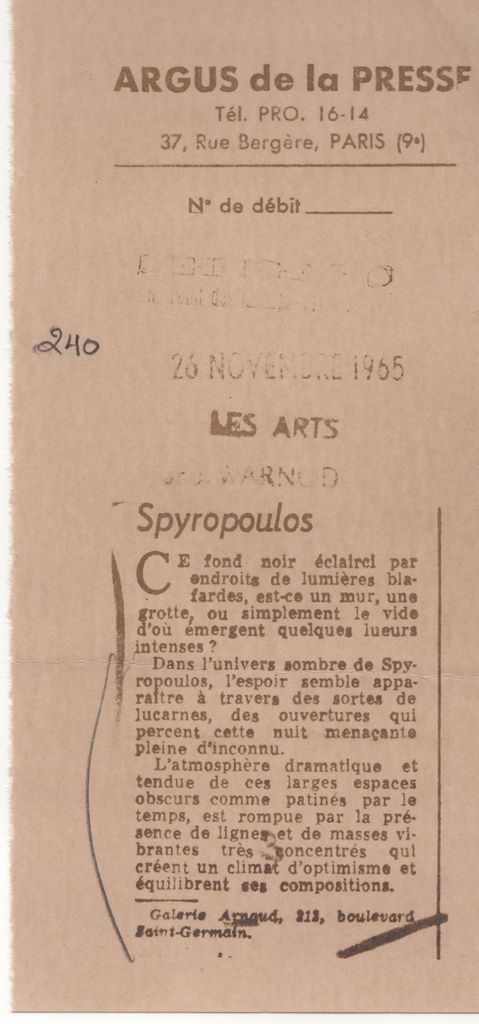 ARGUS de la PRESSE
Tél. PRO. 16-14
37, Rue Bergère, PARIS (9e)
N° de débit
240
26 NOVEMBRE 1965
LES ARTS
WARNOD
Spyropoulos
CE fond noir éclairci par
endroits de lumières bla-
fardes, est-ce un mur, une
grotte, ou simplement le vide
d'où émergent quelques lueurs
intenses ?
Dans l'univers sombre de Spy-
ropoulos, l'espoir semble appa-
raître à travers des sortes de
lucarnes, des ouvertures qui
percent cette nuit menaçante
pleine d'inconnu.
L'atmosphère dramatique et
tendue de ces larges espaces
obscurs comme patinés par le
temps, est rompue par la pré-
sence de lignes et de masses vi-
brantes très concentrés qui
créent un climat d'optimisme et
équilibrent ses compositions.
Galerie Arnaud, 212, boulevard
Saint-Germain.